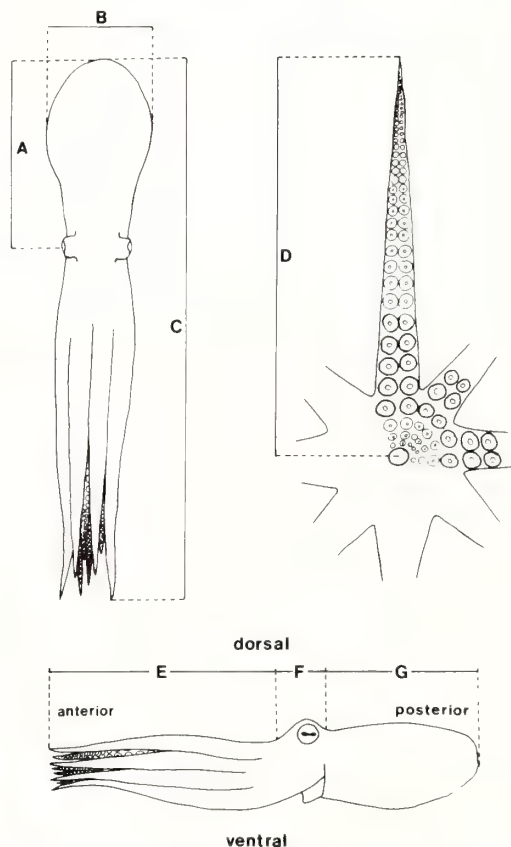 B
A
C
D
dorsal
E F G
anterior posterior
ventral